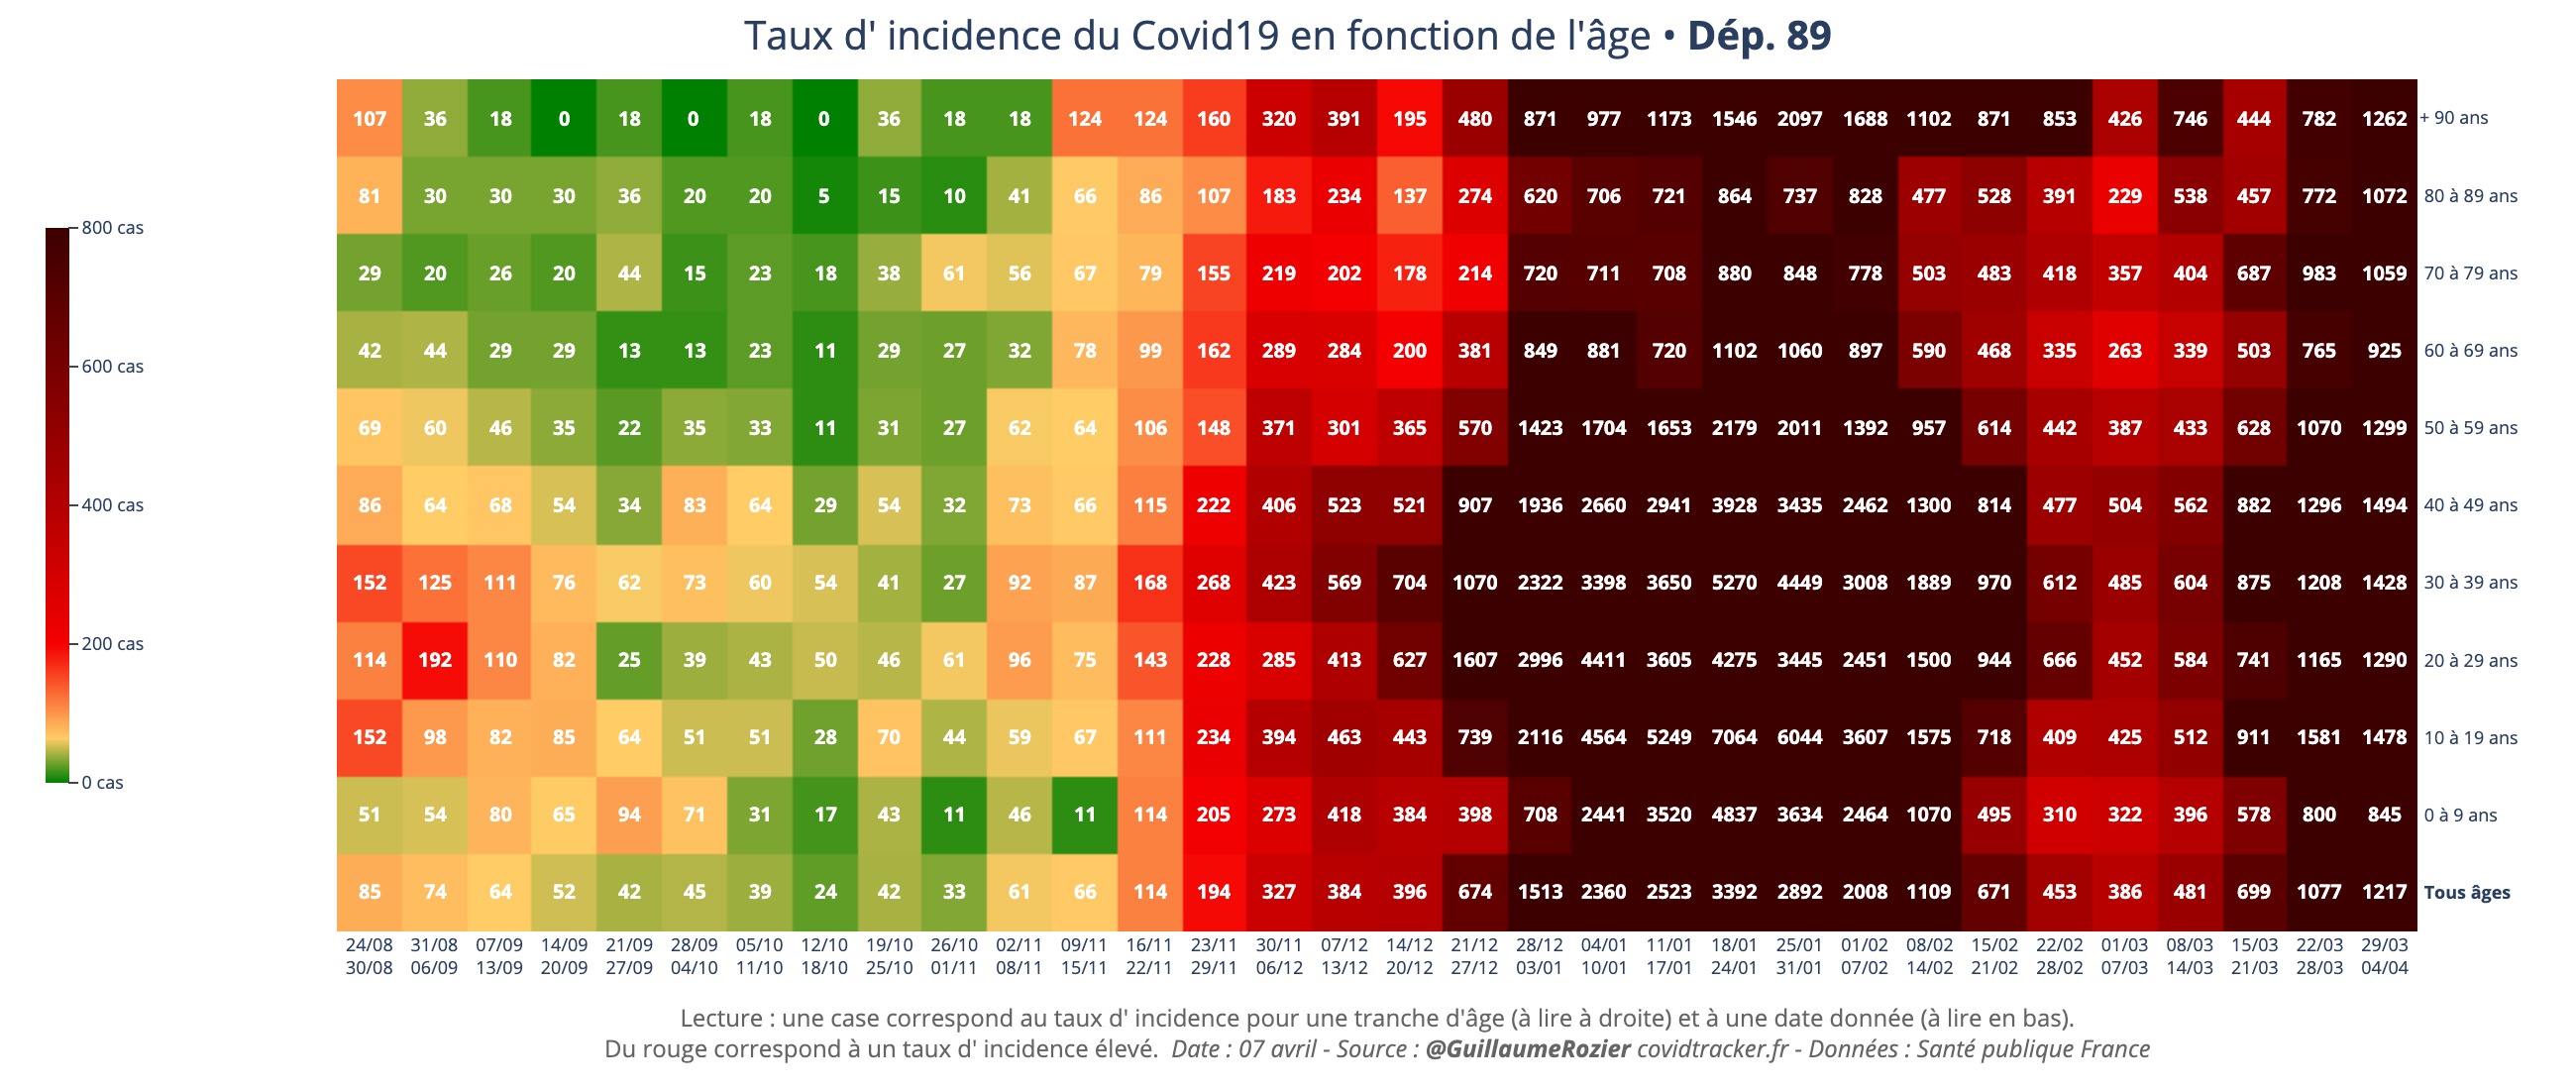 Taux d' incidence du Covid19 en fonction de l'âge • Dép. 89
107 36 18 0 18 0 18 0 36 18 18 124 124 160 320 391 195 480 871 977 1173 1546 2097 1688 1102 871 853 426 746 444 782 1262 + 90 ans
81 30 30 30 36 20 20 5 15 10 41 66 86 107 183 234 137 274 620 706 721 864 737 828 477 528 391 229 538 457 772 1072 80 à 89 ans
29 20 26 20 44 15 23 18 38 61 56 67 79 155 219 202 178 214 720 711 708 880 848 778 503 483 418 357 404 687 983 1059 70 à 79 ans
42 44 29 29 13 13 23 11 29 27 32 78 99 162 289 284 200 381 849 881 720 1102 1060 897 590 468 335 263 339 503 765 925 60 à 69 ans
69 60 46 35 22 35 33 11 31 27 62 64 106 148 371 301 365 570 1423 1704 1653 2179 2011 1392 957 614 442 387 433 628 1070 1299 50 à 59 ans
86 64 68 54 34 83 64 29 54 32 73 66 115 222 406 523 521 907 1936 2660 2941 3928 3435 2462 1300 814 477 504 562 882 1296 1494 40 à 49 ans
152 125 111 76 62 73 60 54 41 27 92 87 168 268 423 569 704 1070 2322 3398 3650 5270 4449 3008 1889 970 612 485 604 875 1208 1428 30 à 39 ans
114 192 110 82 25 39 43 50 46 61 96 75 143 228 285 413 627 1607 2996 4411 3605 4275 3445 2451 1500 944 666 452 584 741 1165 1290 20 à 29 ans
152 98 82 85 64 51 51 28 70 44 59 67 111 234 394 463 443 739 2116 4564 5249 7064 6044 3607 1575 718 409 425 512 911 1581 1478 10 à 19 ans
51 54 80 65 94 71 31 17 43 11 46 11 114 205 273 418 384 398 708 2441 3520 4837 3634 2464 1070 495 310 322 396 578 800 845 0 à 9 ans
85 74 64 52 42 45 39 24 42 33 61 66 114 194 327 384 396 674 1513 2360 2523 3392 2892 2008 1109 671 453 386 481 699 1077 1217 Tous âges
24/08 31/08 07/09 14/09 21/09 28/09 05/10 12/10 19/10 26/10 02/11 09/11 16/11 23/11 30/11 07/12 14/12 21/12 28/12 04/01 11/01 18/01 25/01 01/02 08/02 15/02 22/02 01/03 08/03 15/03 22/03 29/03
30/08 06/09 13/09 20/09 27/09 04/10 11/10 18/10 25/10 01/11 08/11 15/11 22/11 29/11 06/12 13/12 20/12 27/12 03/01 10/01 17/01 24/01 31/01 07/02 14/02 21/02 28/02 07/03 14/03 21/03 28/03 04/04
800 cas
600 cas
400 cas
200 cas
0 cas
Lecture : une case correspond au taux d' incidence pour une tranche d'âge (à lire à droite) et à une date donnée (à lire en bas).
Du rouge correspond à un taux d' incidence élevé. Date : 07 avril - Source : @GuillaumeRozier covidtracker.fr - Données : Santé publique France